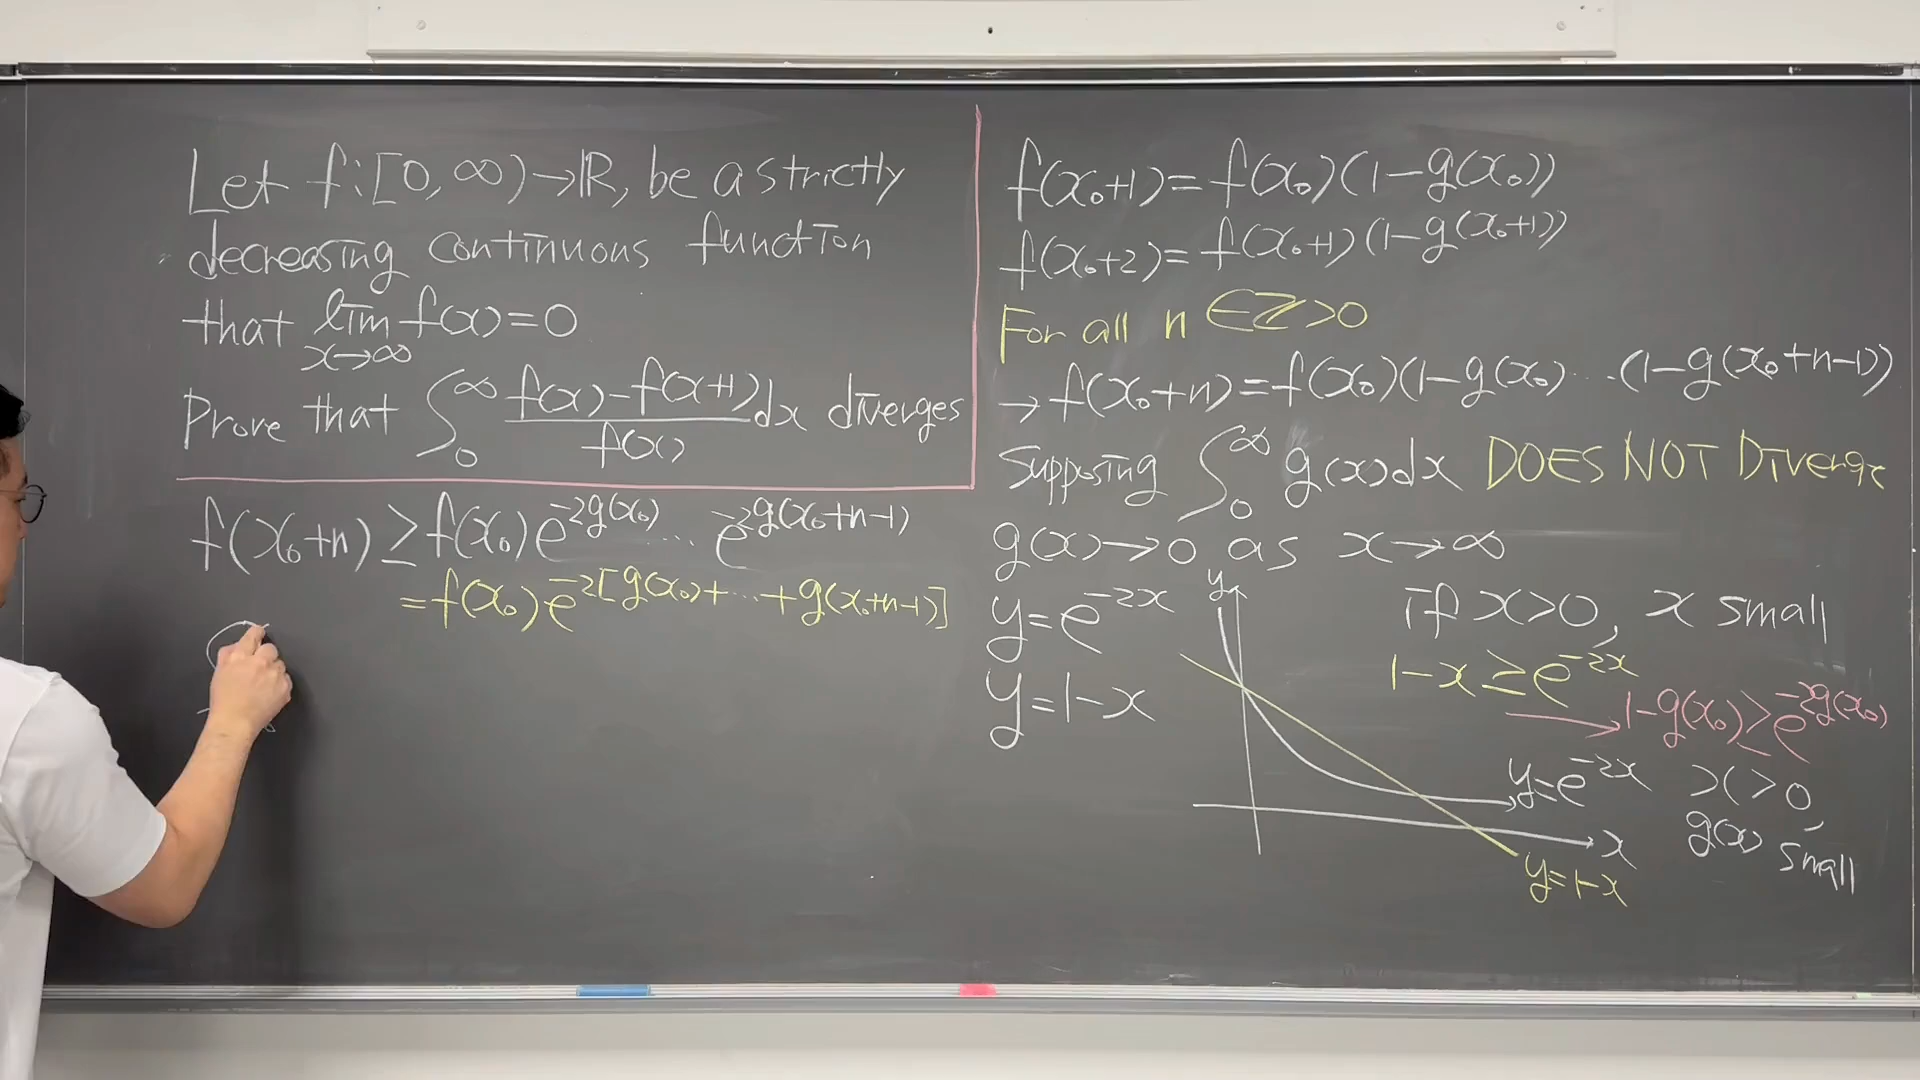 Let f:[0,∞)→ℝ, be a strictly
decreasing continuous function
that lim f(x)=0
x→∞
Prove that ∫₀^∞ (f(x)-f(x+1))/f(x) dx diverges
f(x₀+n)≥f(x₀)e^{-2g(x₀)}...e^{-2g(x₀+n-1)}
=f(x₀)e^{-2[g(x₀)+...+g(x₀+n-1)]}
f(x₀+1)=f(x₀)(1-g(x₀))
f(x₀+2)=f(x₀+1)(1-g(x₀+1))
For all n∈ℤ>0
→f(x₀+n)=f(x₀)(1-g(x₀)...(1-g(x₀+n-1))
Supposing ∫₀^∞ g(x)dx DOES NOT Diverge
g(x)→0 as x→∞
y=e^{-2x}
y=1-x
y
x
y=e^{-2x}
y=1-x
if x>0, x small
1-x≥e^{-2x}
→1-g(x₀)≥e^{-2g(x₀)}
x>0,
g(x) small